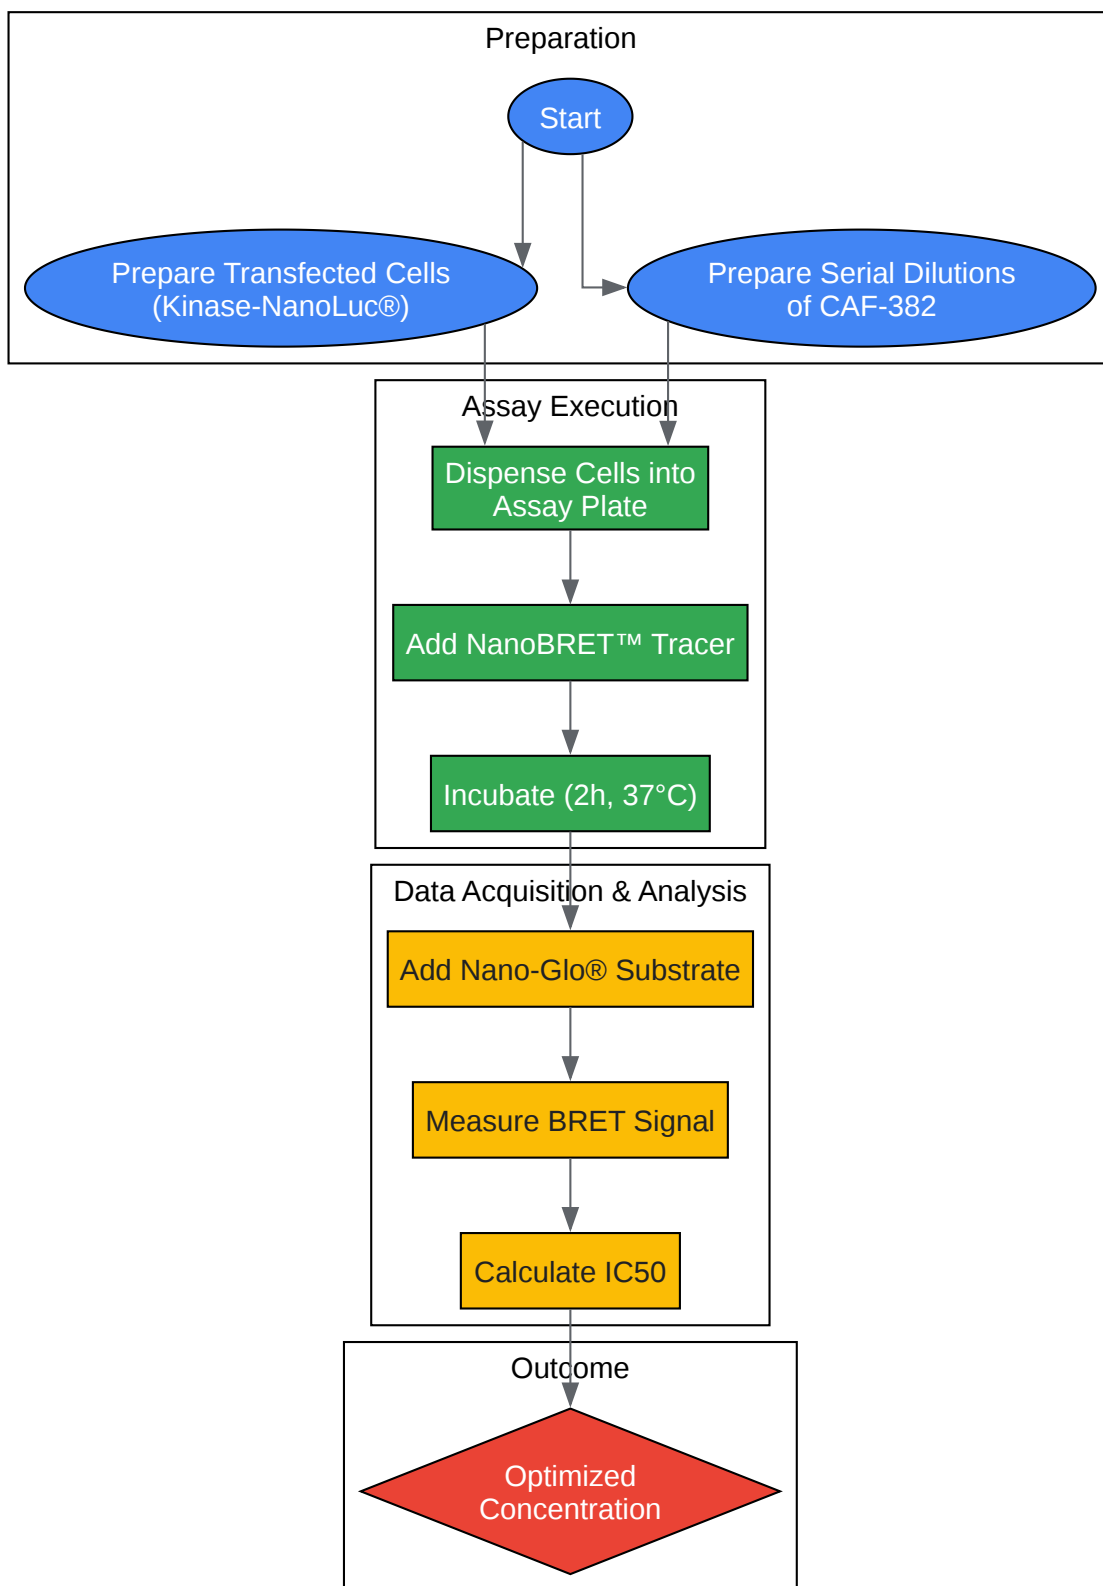 Preparation
Start
Prepare Transfected Cells
(Kinase-NanoLuc®)
Prepare Serial Dilutions
of CAF-382
Assay Execution
Dispense Cells into
Assay Plate
Add NanoBRET™ Tracer
Incubate (2h, 37°C)
Data Acquisition & Analysis
Add Nano-Glo® Substrate
Measure BRET Signal
Calculate IC50
Outcome
Optimized
Concentration